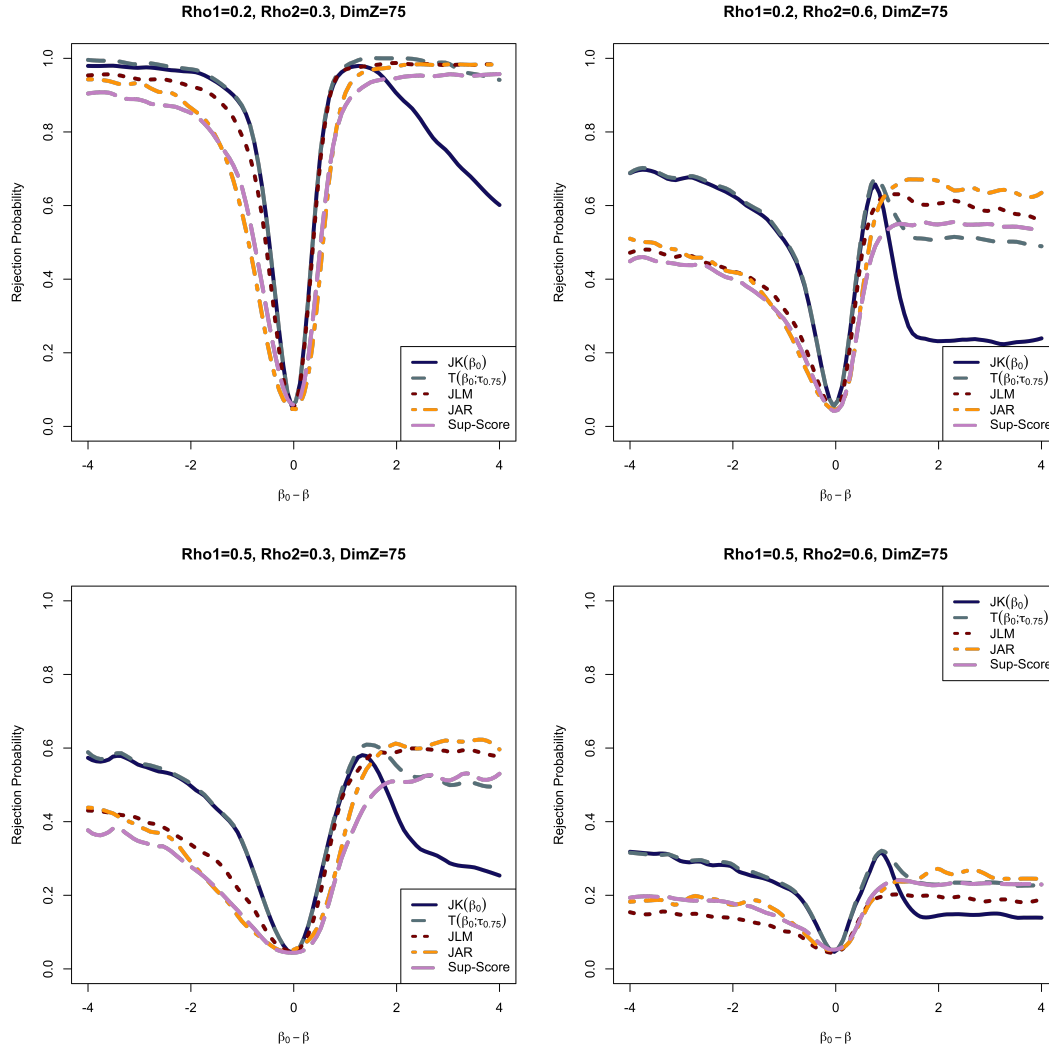 Rho1=0.2, Rho2=0.3, DimZ=75
Rejection Probability
1.0
0.8
0.6
0.4
0.2
0.0
-4 -2 0 2 4
β₀ − β
JK(β₀)
T(β₀;τ₀.₇₅)
JLM
JAR
Sup-Score
Rho1=0.2, Rho2=0.6, DimZ=75
Rejection Probability
1.0
0.8
0.6
0.4
0.2
0.0
-4 -2 0 2 4
β₀ − β
JK(β₀)
T(β₀;τ₀.₇₅)
JLM
JAR
Sup-Score
Rho1=0.5, Rho2=0.3, DimZ=75
Rejection Probability
1.0
0.8
0.6
0.4
0.2
0.0
-4 -2 0 2 4
β₀ − β
JK(β₀)
T(β₀;τ₀.₇₅)
JLM
JAR
Sup-Score
Rho1=0.5, Rho2=0.6, DimZ=75
Rejection Probability
1.0
0.8
0.6
0.4
0.2
0.0
-4 -2 0 2 4
β₀ − β
JK(β₀)
T(β₀;τ₀.₇₅)
JLM
JAR
Sup-Score